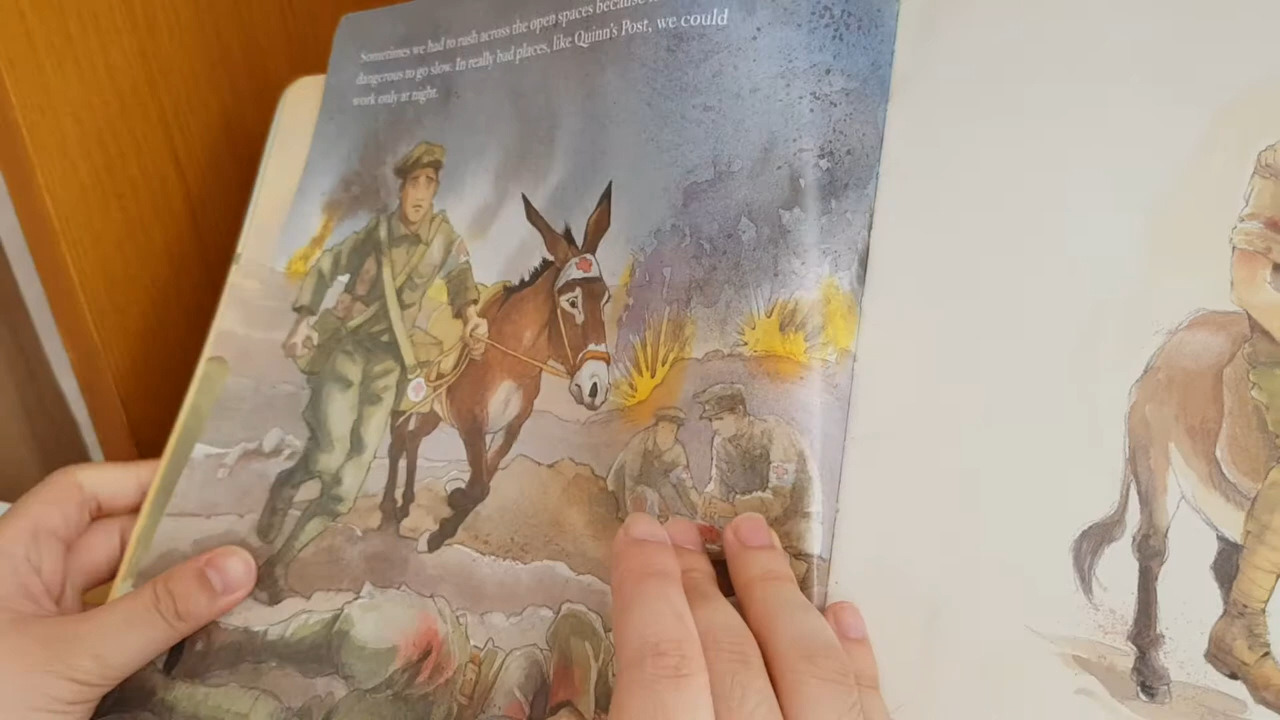 Sometimes we had to rush across the open spaces because
dangerous to go slow. In really bad places, like Quinn's Post, we could
work only at night.